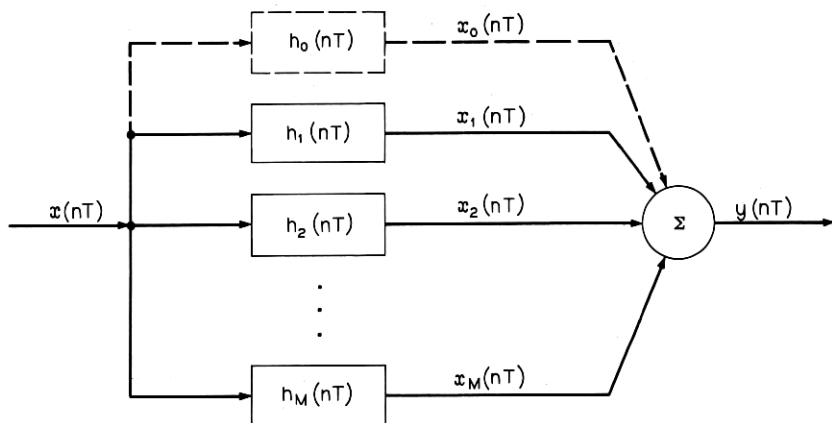 h₀(nT)
x₀(nT)
h₁(nT)
x₁(nT)
x(nT)
h₂(nT)
x₂(nT)
Σ
y(nT)
h_M(nT)
x_M(nT)